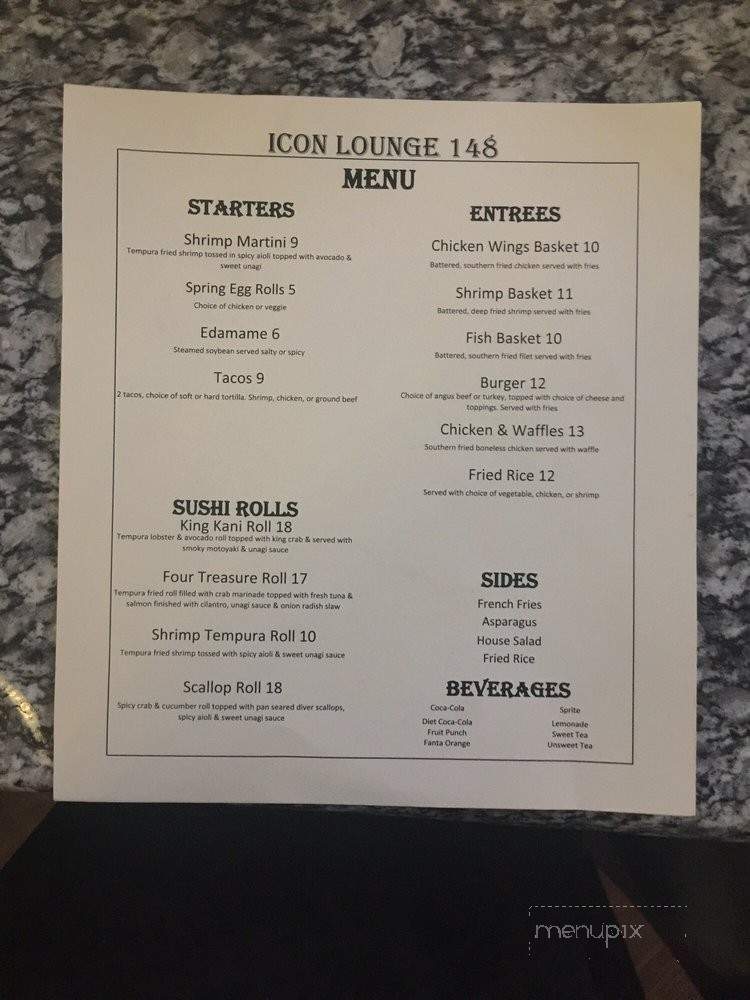 ICON LOUNGE 148
MENU
STARTERS
Shrimp Martini 9
Tempura fried shrimp tossed in spicy aioli topped with avocado &
sweet unagi
Spring Egg Rolls 5
Choice of chicken or veggie
Edamame 6
Steamed soybean served salty or spicy
Tacos 9
2 tacos, choice of soft or hard tortilla. Shrimp, chicken, or ground beef
SUSHI ROLLS
King Kani Roll 18
Tempura lobster & avocado roll topped with king crab & served with
smoky motoyaki & unagi sauce
Four Treasure Roll 17
Tempura fried roll filled with crab marinade topped with fresh tuna &
salmon finished with cilantro, unagi sauce & onion radish slaw
Shrimp Tempura Roll 10
Tempura fried shrimp tossed with spicy aioli & sweet unagi sauce
Scallop Roll 18
Spicy crab & cucumber roll topped with pan seared diver scallops,
spicy aioli & sweet unagi sauce
ENTREES
Chicken Wings Basket 10
Battered, southern fried chicken served with fries
Shrimp Basket 11
Battered, deep fried shrimp served with fries
Fish Basket 10
Battered, southern fried filet served with fries
Burger 12
Choice of angus beef or turkey, topped with choice of cheese and
toppings. Served with fries
Chicken & Waffles 13
Southern fried boneless chicken served with waffle
Fried Rice 12
Served with choice of vegetable, chicken, or shrimp
SIDES
French Fries
Asparagus
House Salad
Fried Rice
BEVERAGES
Coca-Cola
Diet Coca-Cola
Fruit Punch
Fanta Orange
Sprite
Lemonade
Sweet Tea
Unsweet Tea
menupix